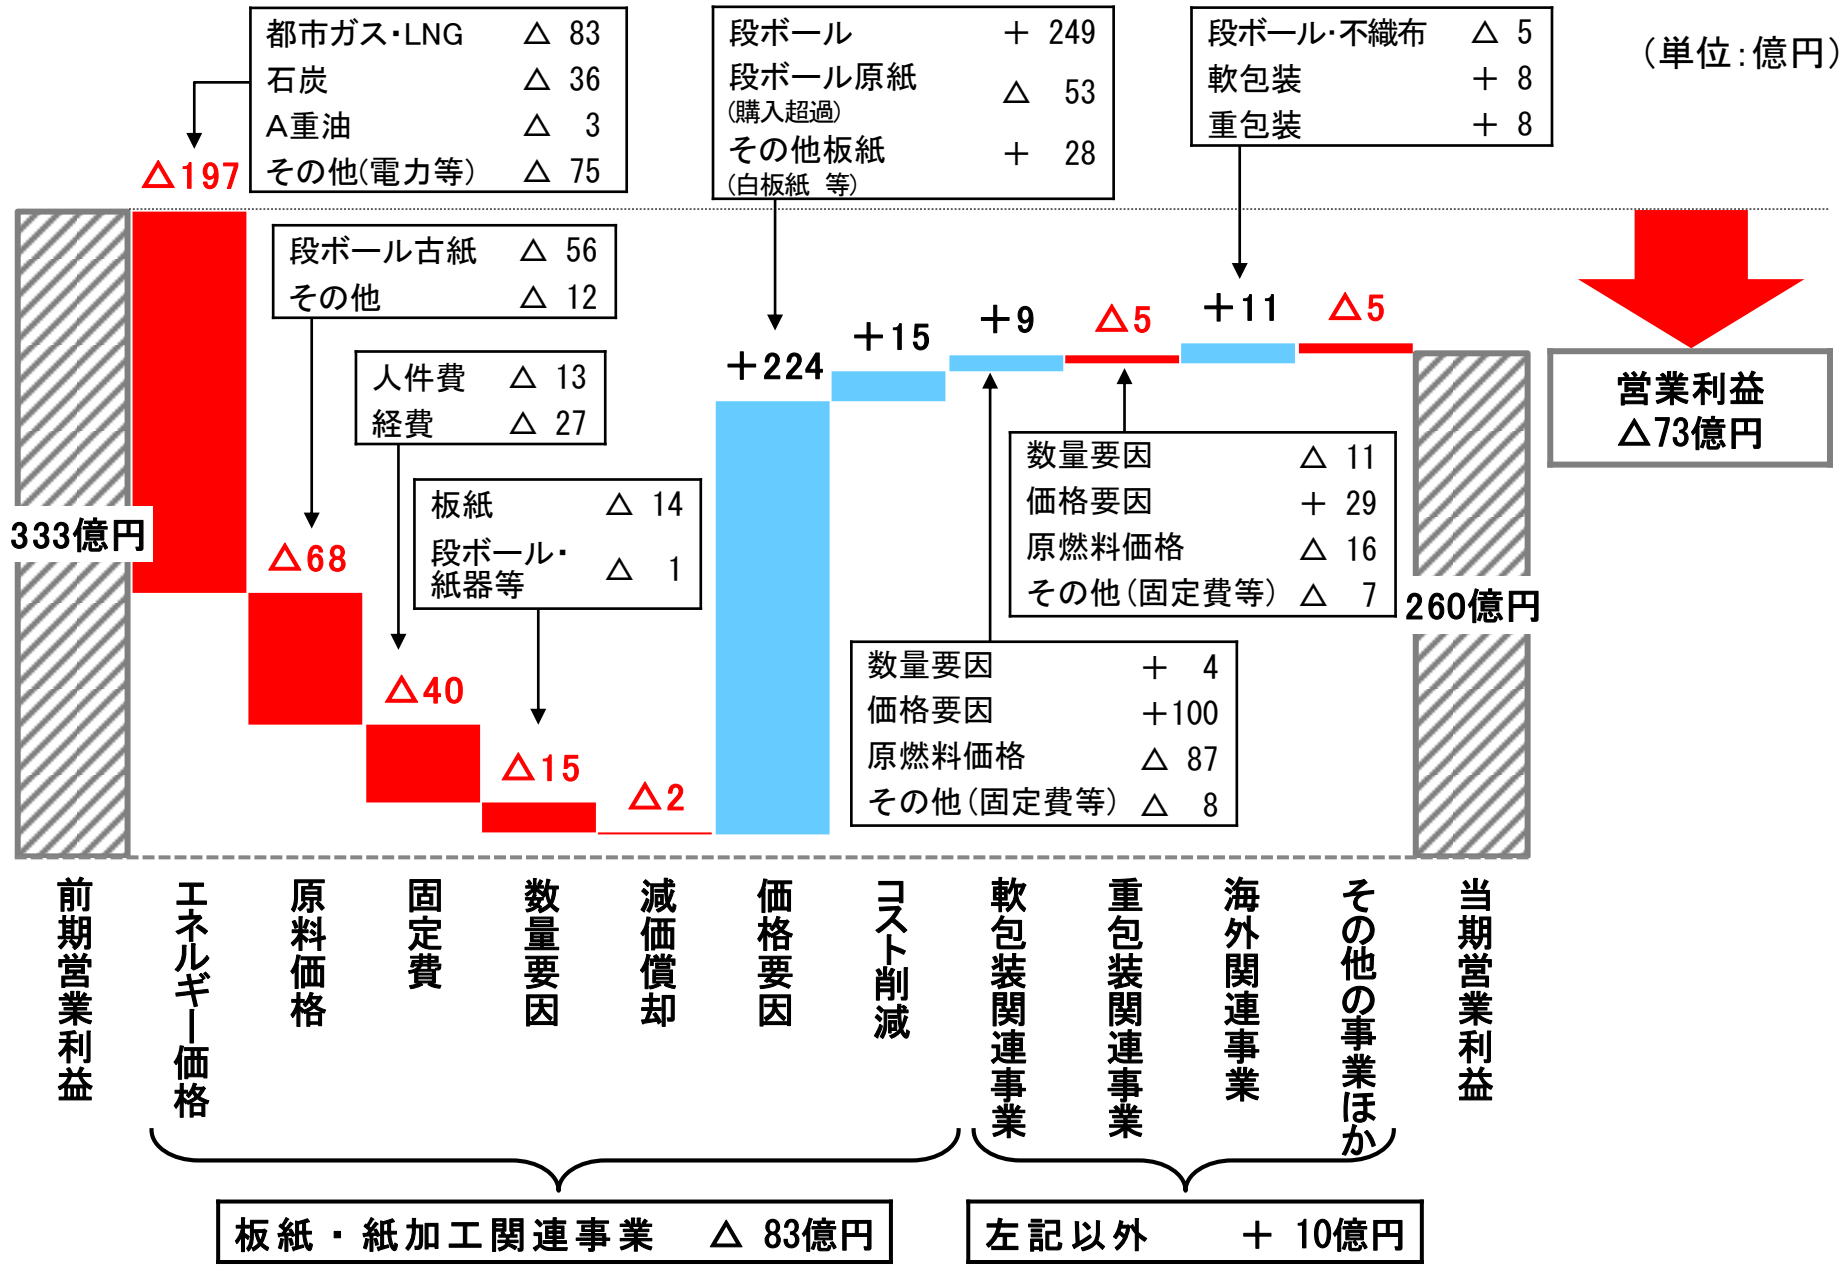 (単位:億円)
都市ガス・LNG △ 83
石炭 △ 36
A重油 △ 3
その他(電力等) △ 75
△197
段ボール + 249
段ボール原紙 △ 53
(購入超過)
その他板紙 + 28
(白板紙 等)
段ボール・不織布 △ 5
軟包装 + 8
重包装 + 8
段ボール古紙 △ 56
その他 △ 12
人件費 △ 13
経費 △ 27
板紙 △ 14
段ボール・
紙器等 △ 1
333億円
△68
△40
△15
△2
+224
+15
+9
△5
+11
△5
営業利益
△73億円
数量要因 △ 11
価格要因 + 29
原燃料価格 △ 16
その他(固定費等) △ 7
260億円
数量要因 + 4
価格要因 +100
原燃料価格 △ 87
その他(固定費等) △ 8
前期営業利益
エネルギー価格
原料価格
固定費
数量要因
減価償却
価格要因
コスト削減
軟包装関連事業
重包装関連事業
海外関連事業
その他の事業ほか
当期営業利益
板紙・紙加工関連事業 △ 83億円
左記以外 + 10億円